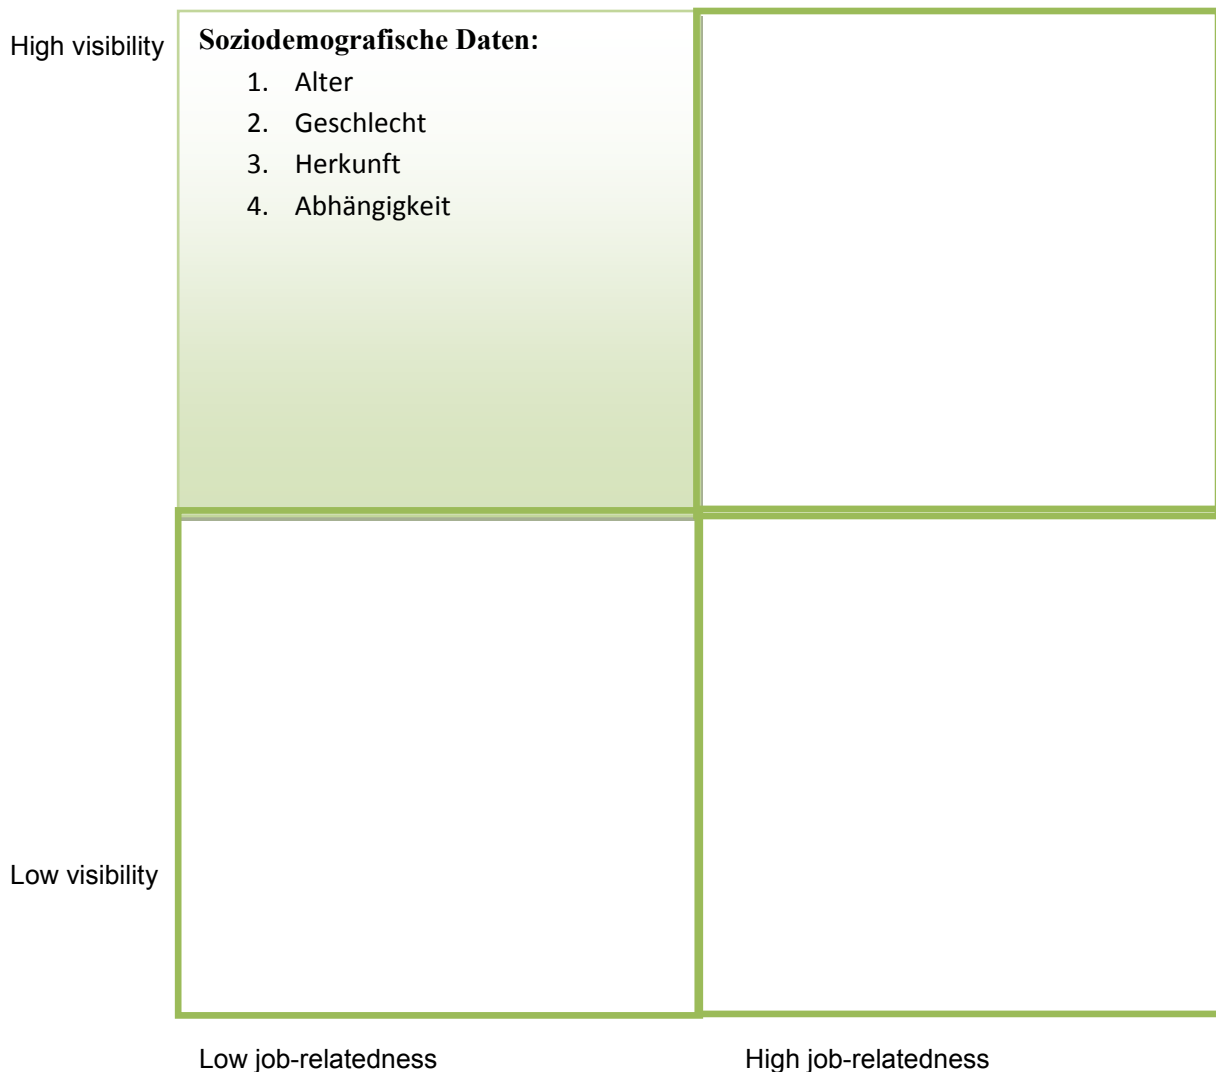 High visibility
Soziodemografische Daten:
1. Alter
2. Geschlecht
3. Herkunft
4. Abhängigkeit
Low visibility
Low job-relatedness
High job-relatedness